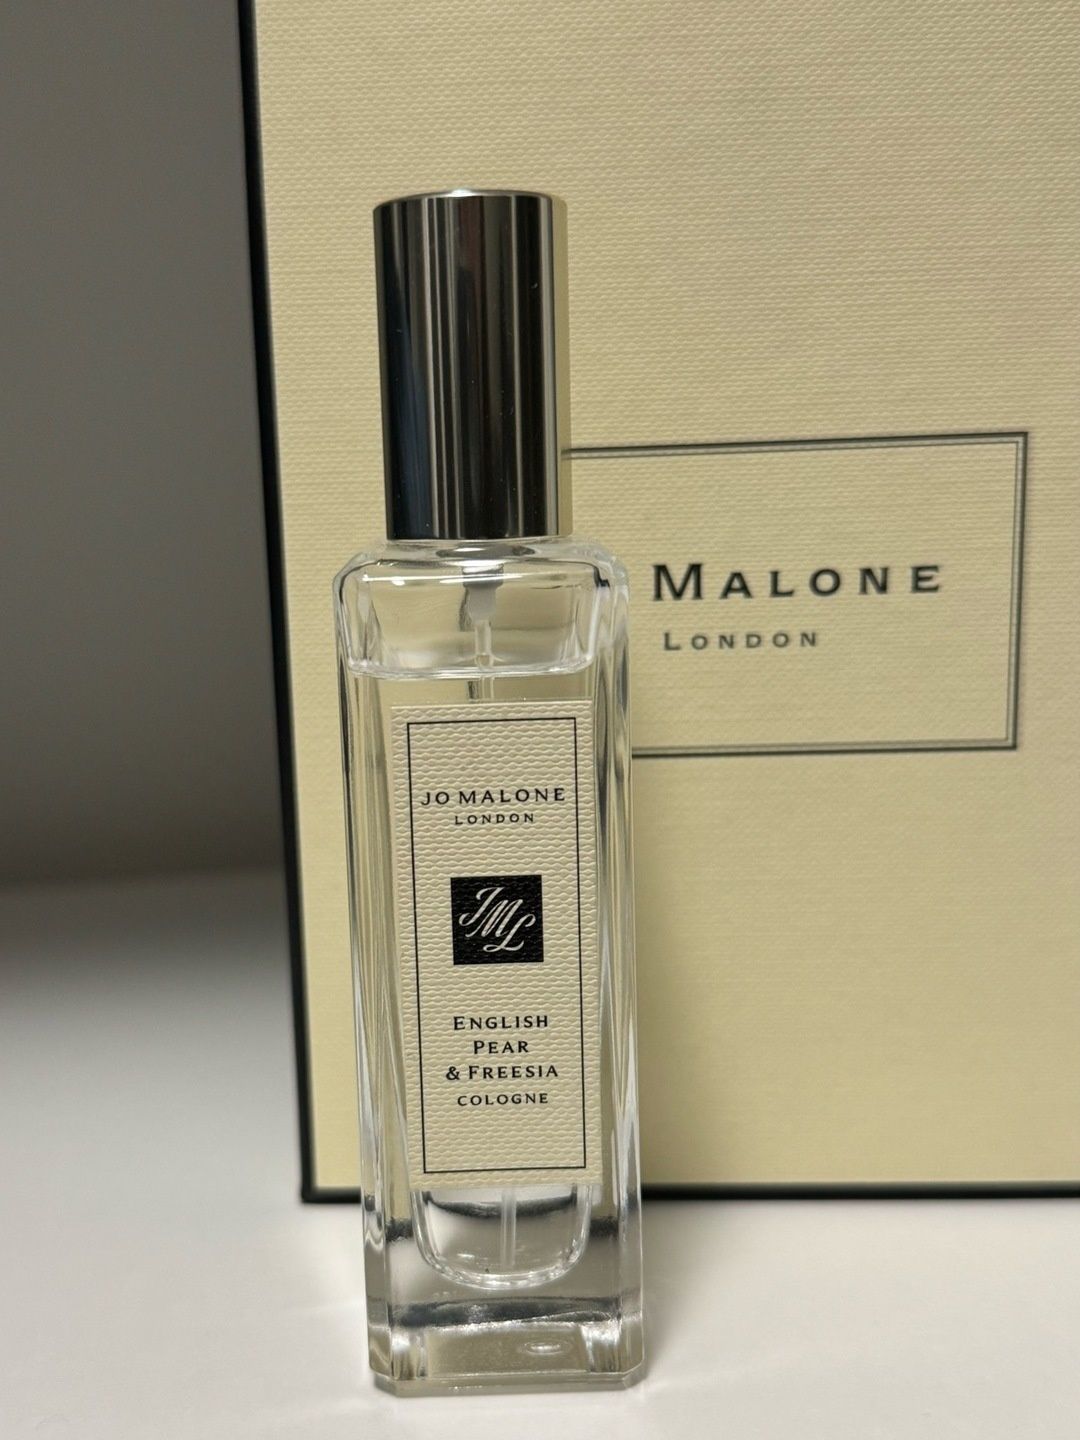 MALONE
LONDON
JO MALONE
LONDON
JML
ENGLISH
PEAR
& FREESIA
COLOGNE